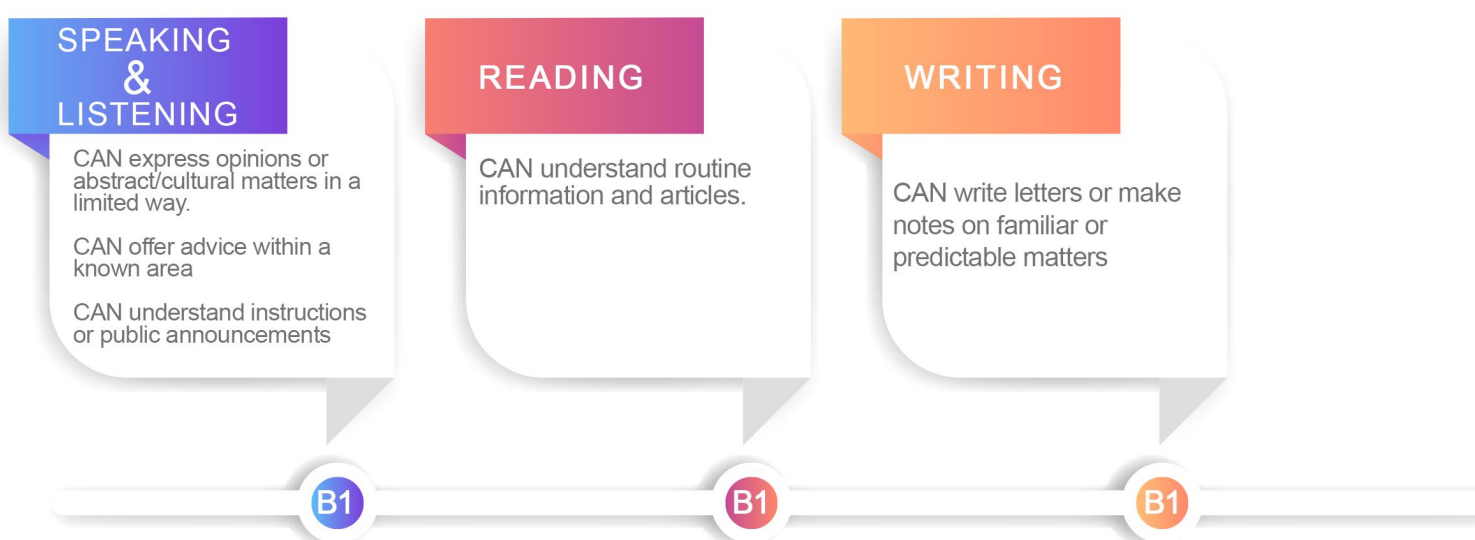 SPEAKING
&
LISTENING
CAN express opinions or
abstract/cultural matters in a
limited way.
CAN offer advice within a
known area
CAN understand instructions
or public announcements
B1
READING
CAN understand routine
information and articles.
B1
WRITING
CAN write letters or make
notes on familiar or
predictable matters
B1